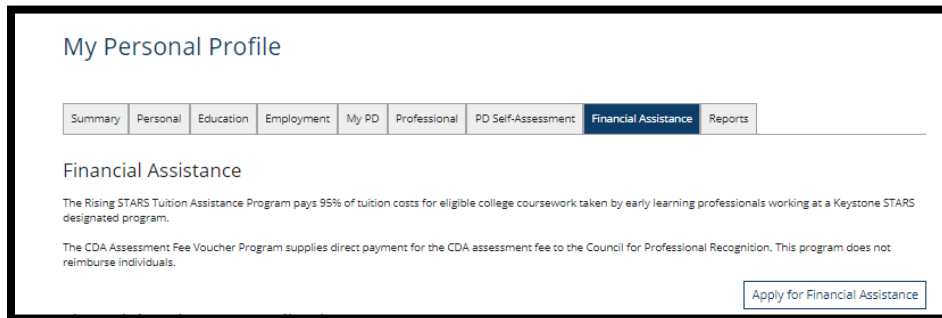 My Personal Profile
Summary Personal Education Employment My PD Professional PD Self-Assessment Financial Assistance Reports
Financial Assistance
The Rising STARS Tuition Assistance Program pays 95% of tuition costs for eligible college coursework taken by early learning professionals working at a Keystone STARS
designated program.
The CDA Assessment Fee Voucher Program supplies direct payment for the CDA assessment fee to the Council for Professional Recognition. This program does not
reimburse individuals.
Apply for Financial Assistance